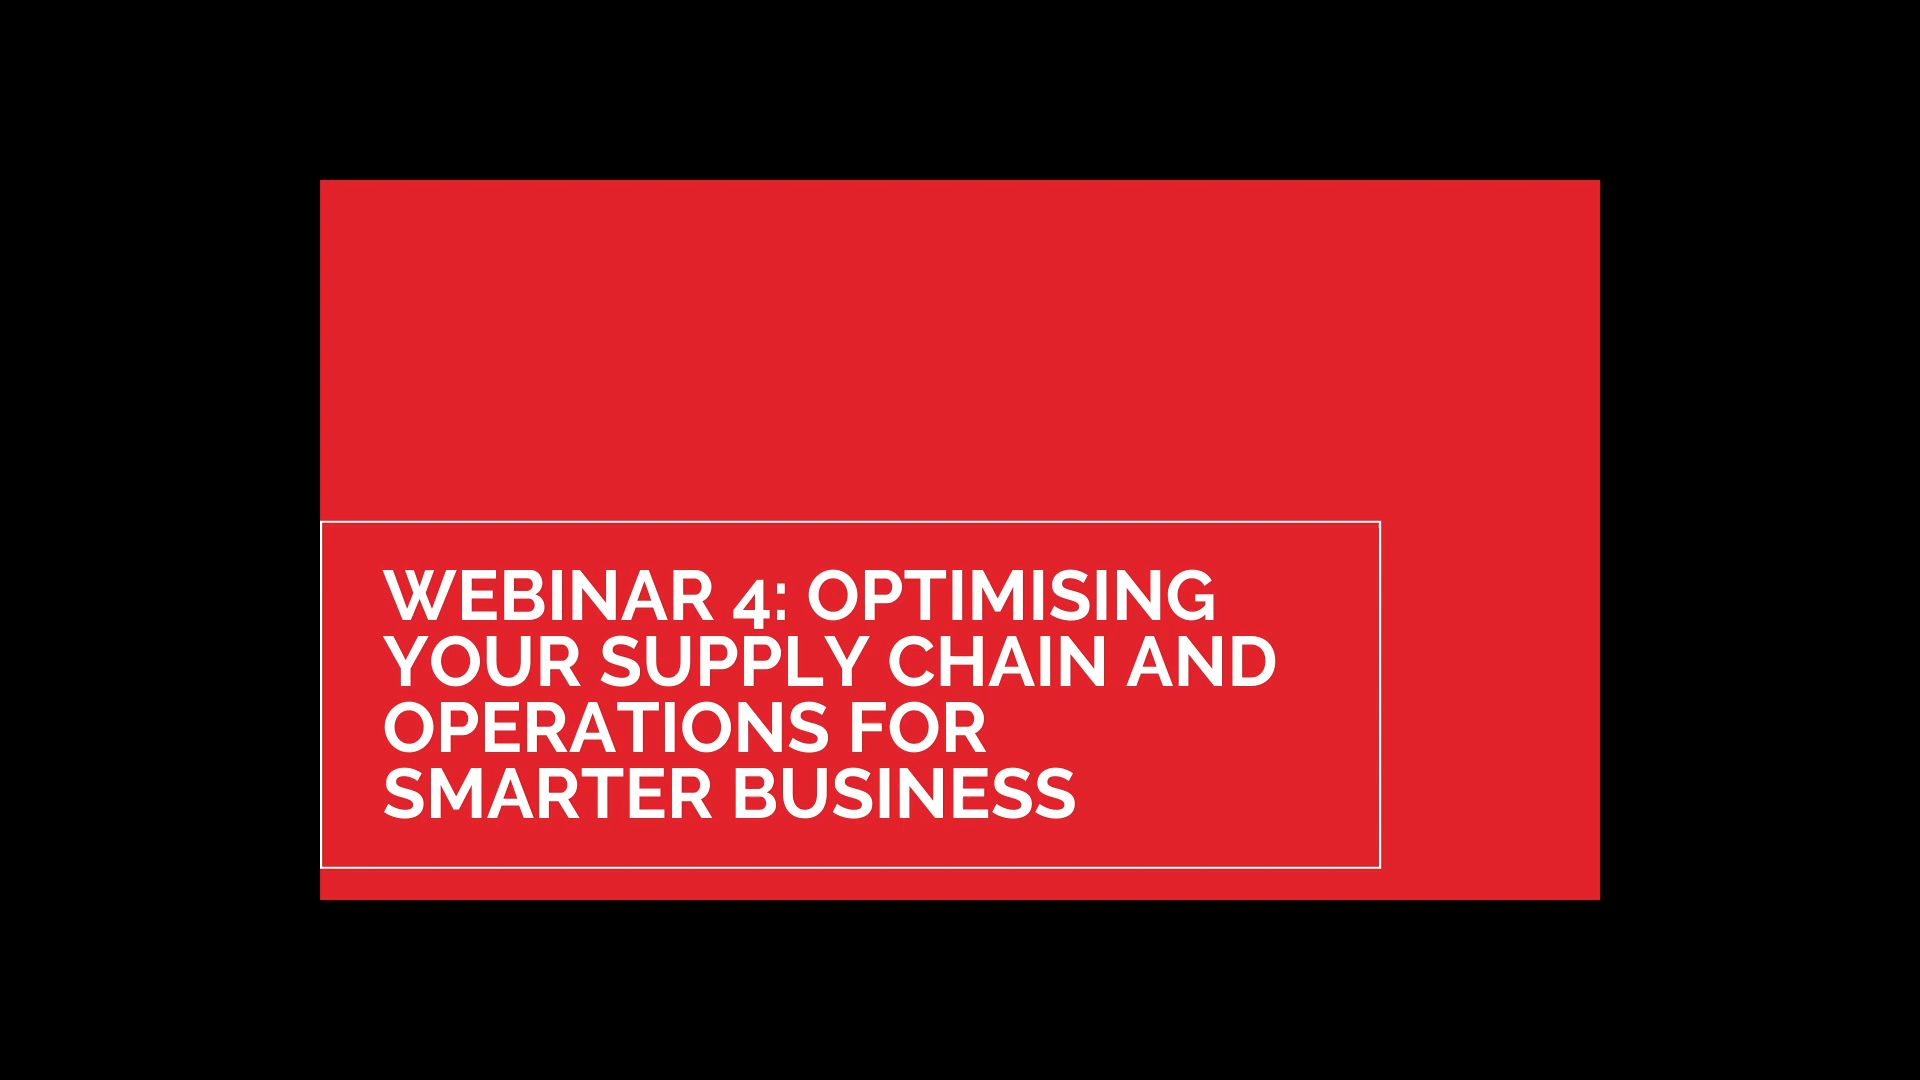 WEBINAR 4: OPTIMISING
YOUR SUPPLY CHAIN AND
OPERATIONS FOR
SMARTER BUSINESS